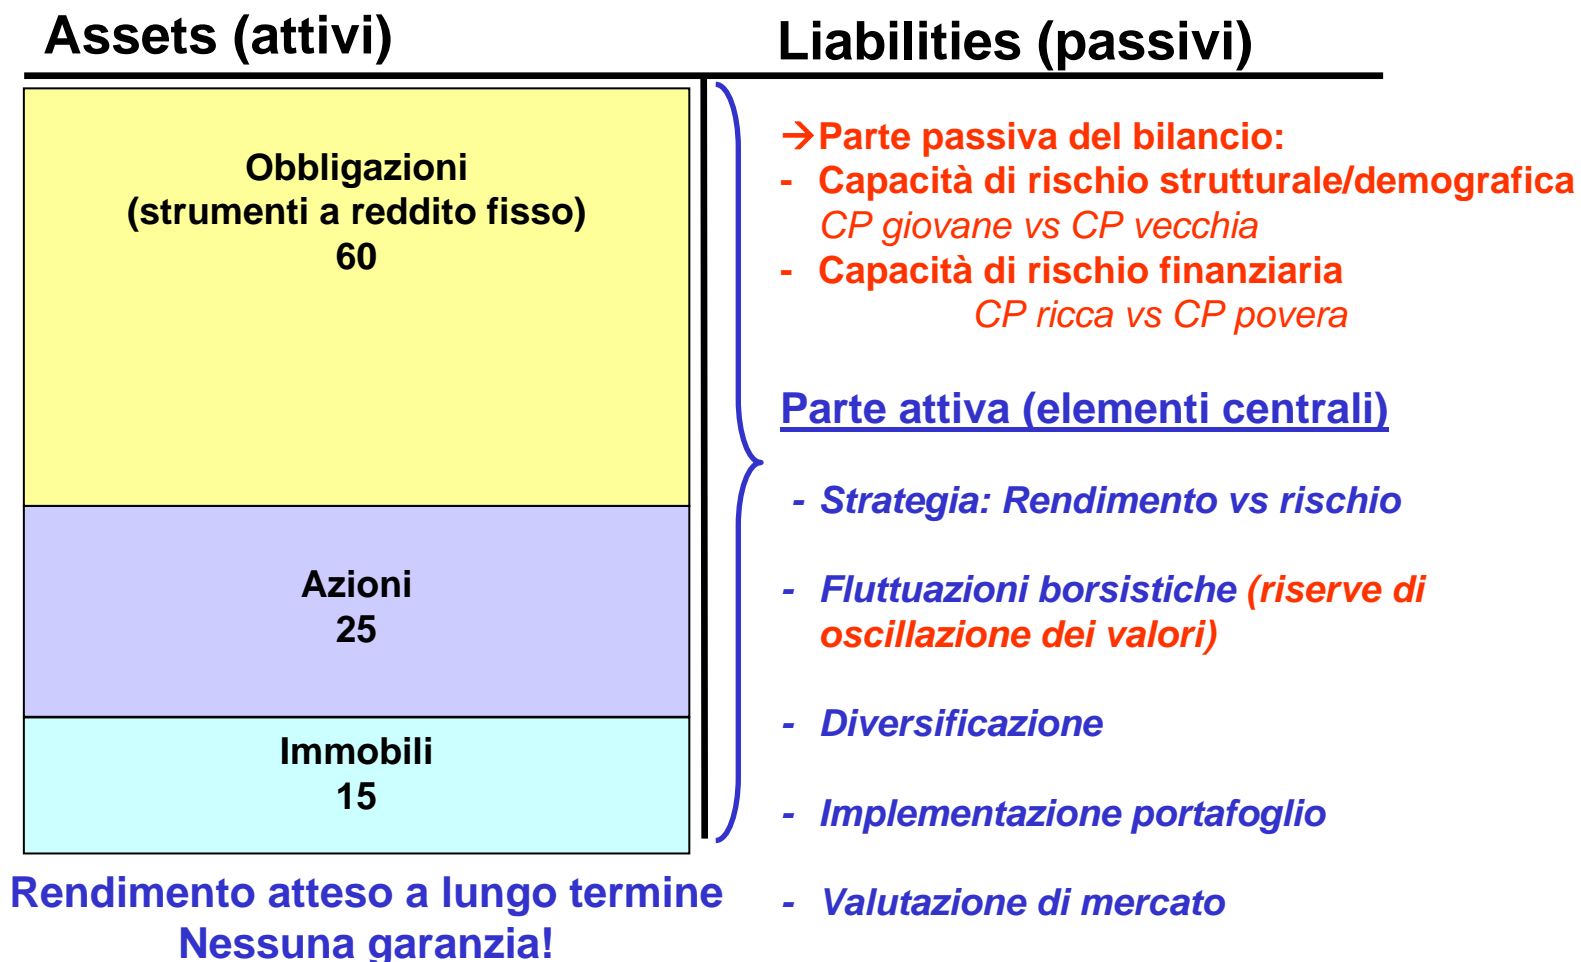 Assets (attivi)
Liabilities (passivi)
Obbligazioni
(strumenti a reddito fisso)
60
Azioni
25
Immobili
15
Rendimento atteso a lungo termine
Nessuna garanzia!
→Parte passiva del bilancio:
- Capacità di rischio strutturale/demografica
CP giovane vs CP vecchia
- Capacità di rischio finanziaria
CP ricca vs CP povera
Parte attiva (elementi centrali)
- Strategia: Rendimento vs rischio
- Fluttuazioni borsistiche (riserve di
oscillazione dei valori)
- Diversificazione
- Implementazione portafoglio
- Valutazione di mercato